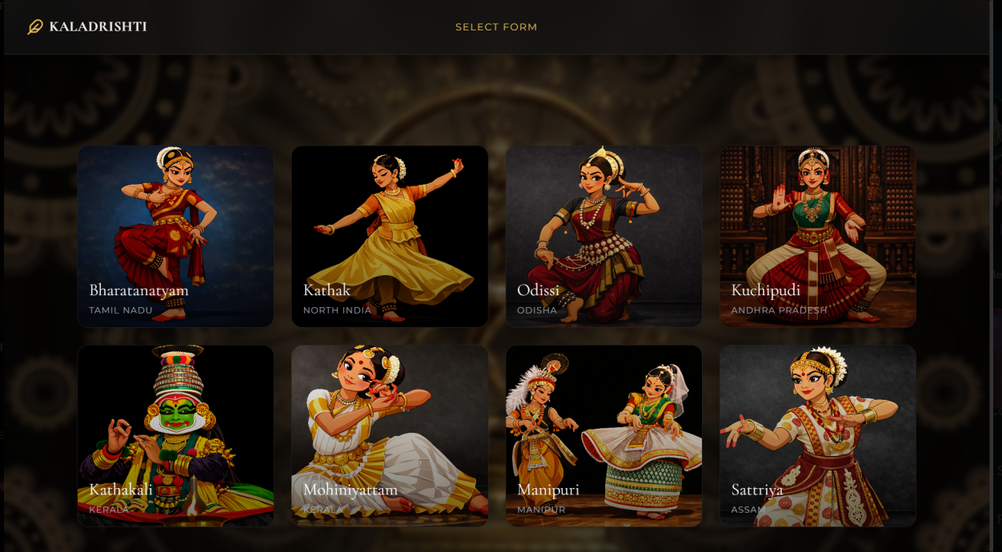 KALADRISHTI
SELECT FORM
Bharatanatyam
TAMIL NADU
Kathak
NORTH INDIA
Odissi
ODISHA
Kuchipudi
ANDHRA PRADESH
Kathakali
KERALA
Mohiniyattam
KERALA
Manipuri
MANIPUR
Sattriya
ASSAM